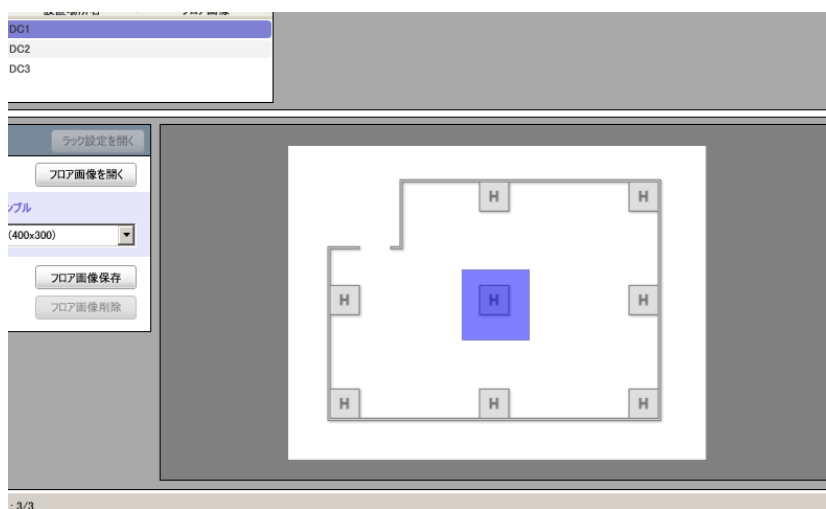 DC1
DC2
DC3
ラック設定を開く
フロア画像を開く
ンプル
(400x300)
フロア画像保存
フロア画像削除
H H
H H H
H H H
: 3/3